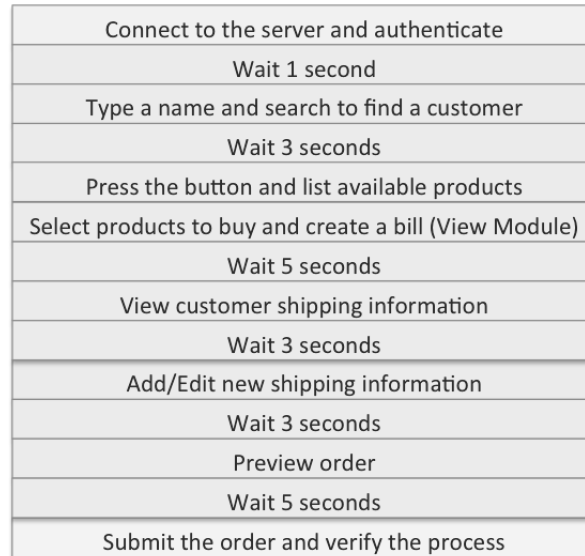 Connect to the server and authenticate
Wait 1 second
Type a name and search to find a customer
Wait 3 seconds
Press the button and list available products
Select products to buy and create a bill (View Module)
Wait 5 seconds
View customer shipping information
Wait 3 seconds
Add/Edit new shipping information
Wait 3 seconds
Preview order
Wait 5 seconds
Submit the order and verify the process